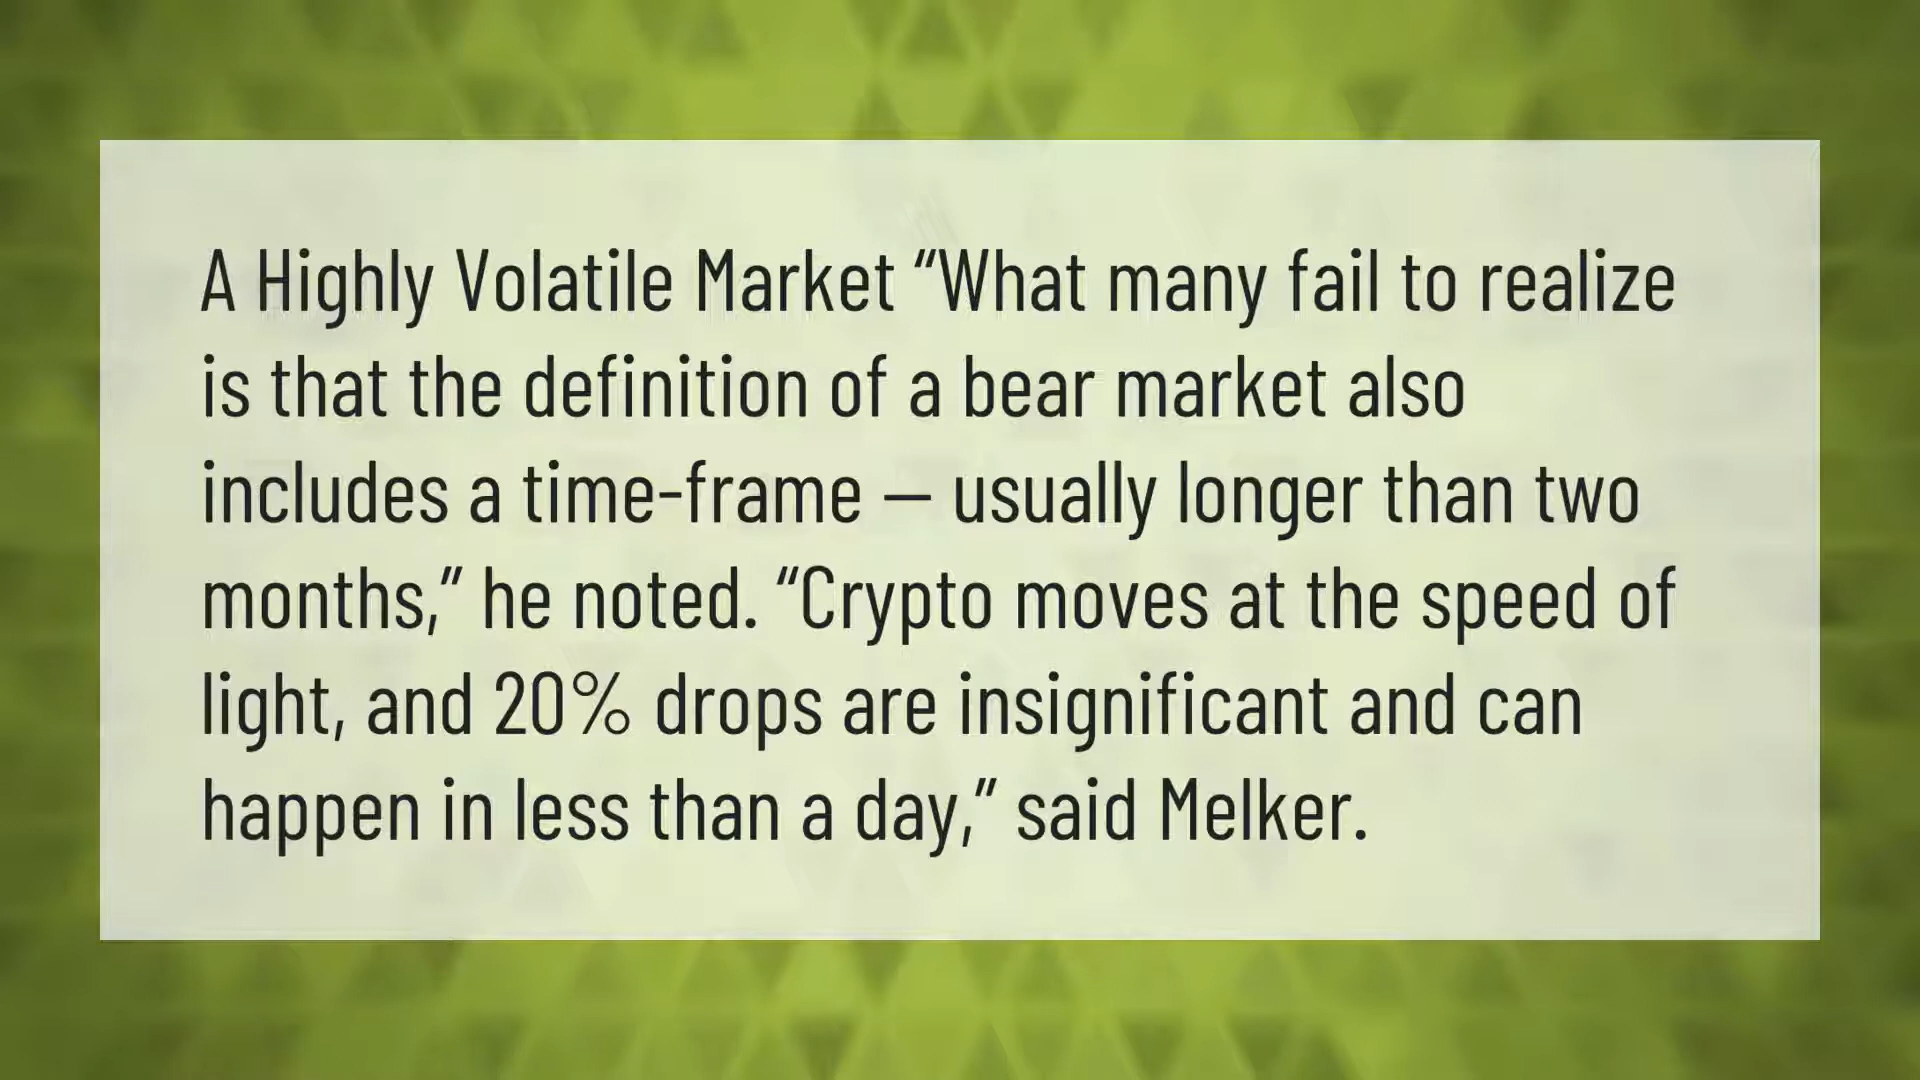 A Highly Volatile Market “What many fail to realize
is that the definition of a bear market also
includes a time-frame — usually longer than two
months,” he noted. “Crypto moves at the speed of
light, and 20% drops are insignificant and can
happen in less than a day,” said Melker.